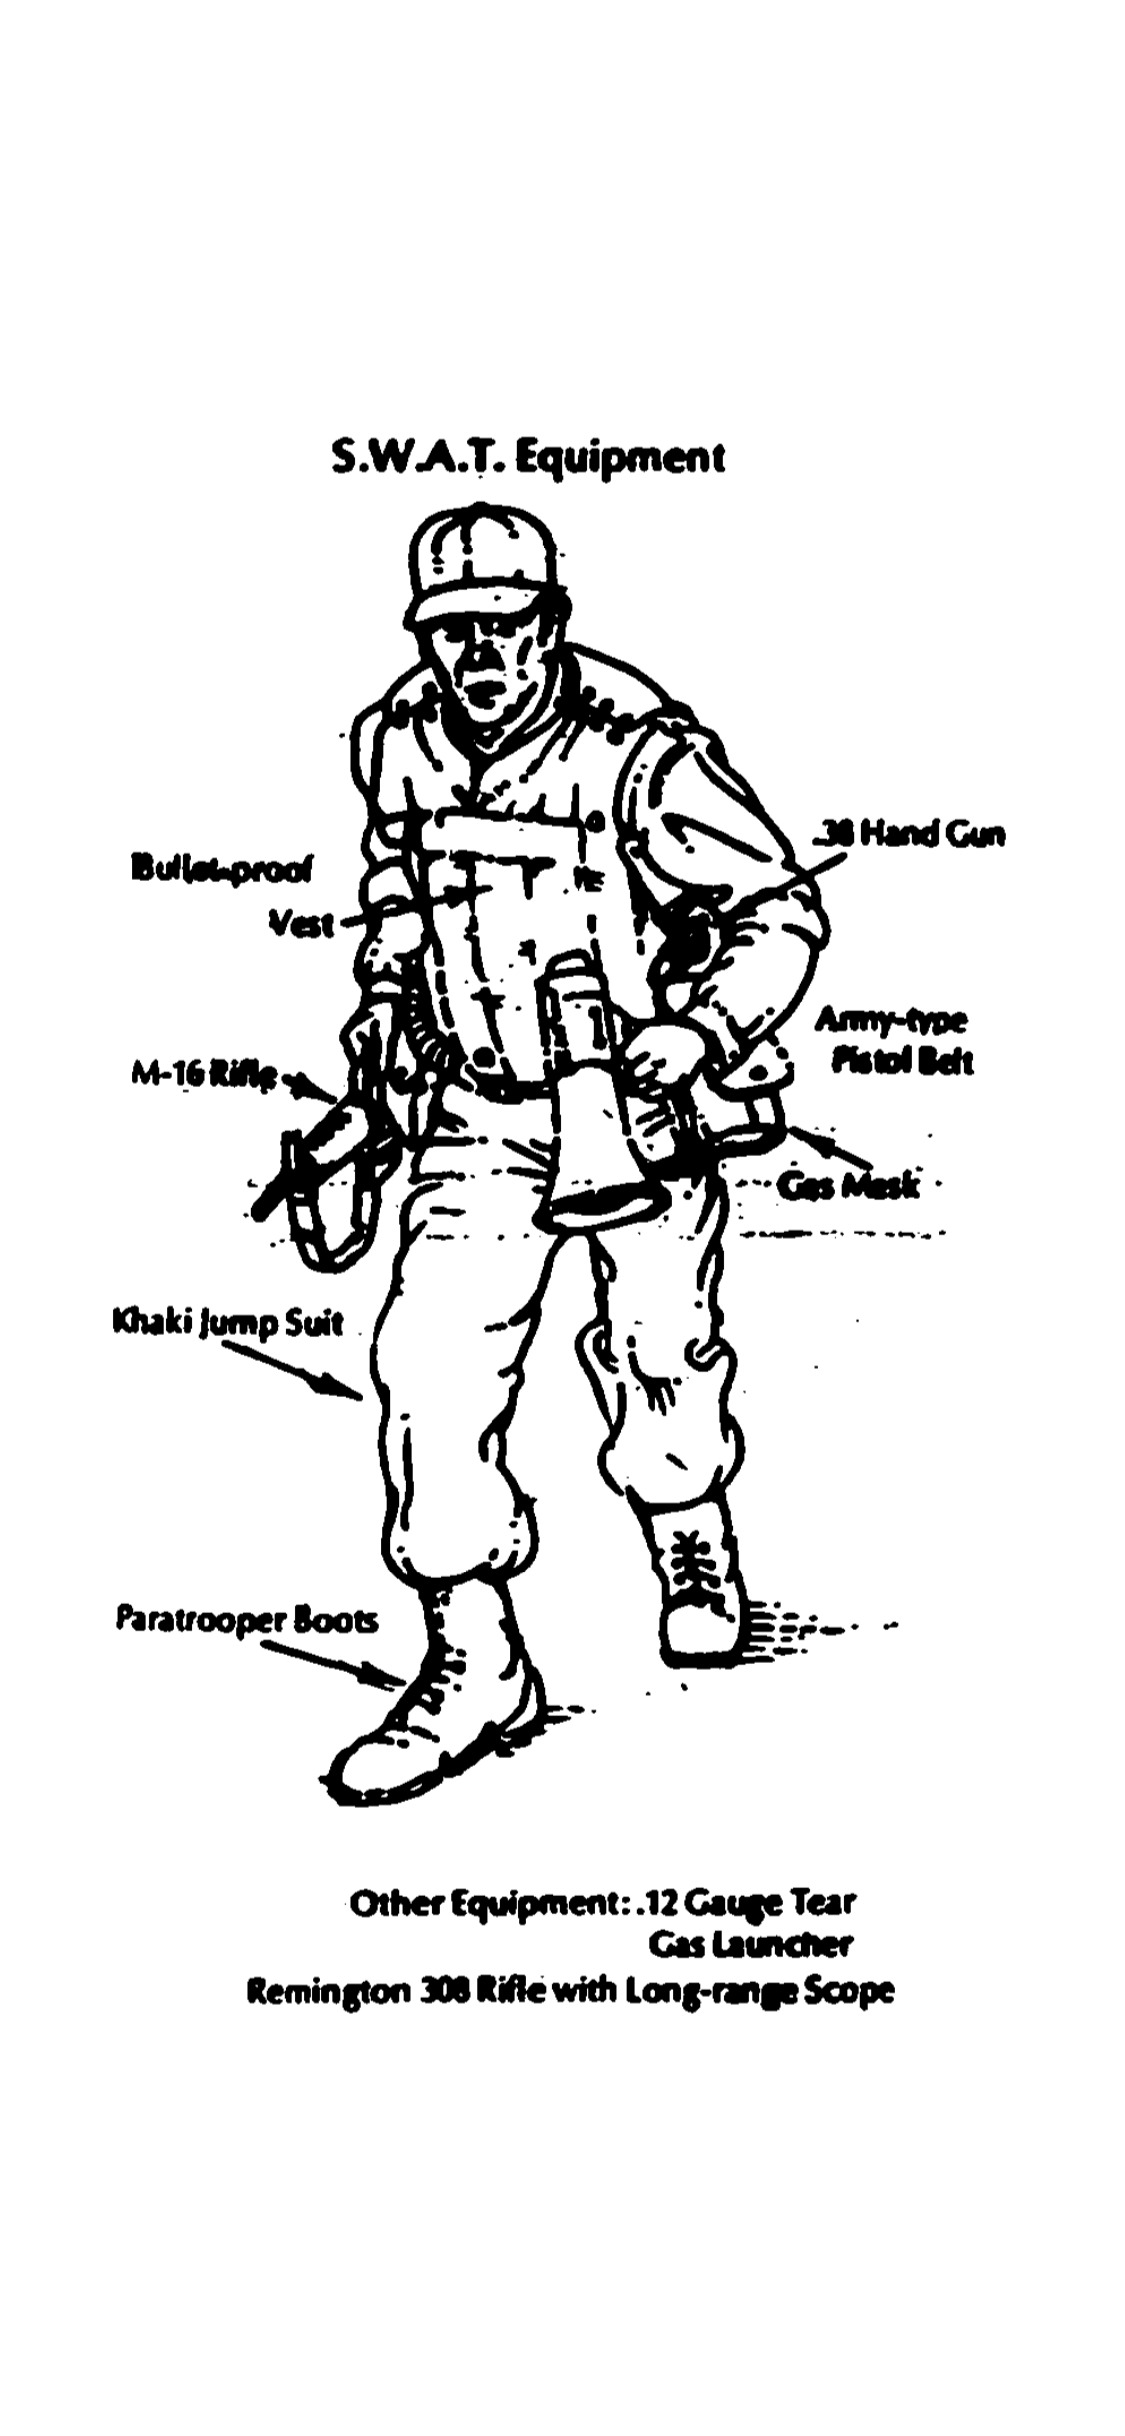 S.W.A.T. Equipment
.38 Hand Gun
Bullet-proof
Vest
Army-type
Pistol Belt
M-16 Rifle
Gas Mask
Khaki Jump Suit
Paratrooper Boots
Other Equipment: .12 Gauge Tear
Gas Launcher
Remington 308 Rifle with Long-range Scope